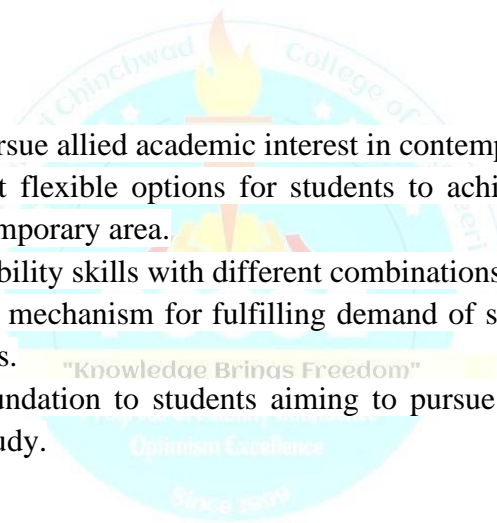 Chinchwad College of
rsue allied academic interest in contemp
t flexible options for students to achi
mporary area.
bility skills with different combinations
mechanism for fulfilling demand of s
s.
"Knowledge Brings Freedom"
undation to students aiming to pursue
udy.
Optimism Excellence
Since 1999